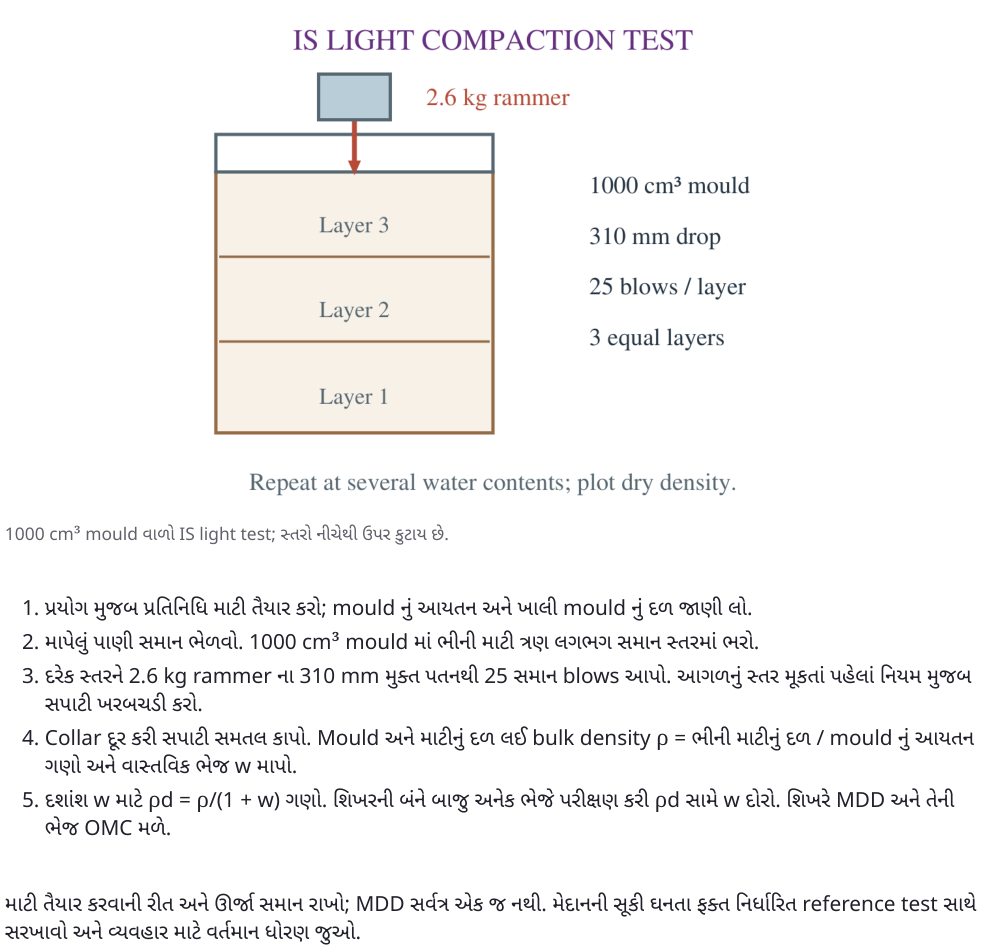 IS LIGHT COMPACTION TEST
2.6 kg rammer
1000 cm³ mould
Layer 3
310 mm drop
25 blows / layer
Layer 2
3 equal layers
Layer 1
Repeat at several water contents; plot dry density.
1000 cm³ mould વાળો IS light test; સ્તરો નીચેથી ઉપર કુટાય છે.
1. પ્રયોગ મુજબ પ્રતિનિધિ માટી તૈયાર કરો; mould નું આયતન અને ખાલી mould નું દળ જાણી લો.
2. માપેલું પાણી સમાન ભેળવો. 1000 cm³ mould માં ભીની માટી ત્રણ લગભગ સમાન સ્તરમાં ભરો.
3. દરેક સ્તરને 2.6 kg rammer ના 310 mm મુક્ત પતનથી 25 સમાન blows આપો. આગળનું સ્તર મૂકતાં પહેલાં નિયમ મુજબ
સપાટી ખરબચડી કરો.
4. Collar દૂર કરી સપાટી સમતલ કાપો. Mould અને માટીનું દળ લઈ bulk density ρ = ભીની માટીનું દળ / mould નું આયતન
ગણો અને વાસ્તવિક ભેજ w માપો.
5. દશાંશ w માટે ρd = ρ/(1 + w) ગણો. શિખરની બંને બાજુ અનેક ભેજે પરીક્ષણ કરી ρd સામે w દોરો. શિખરે MDD અને તેની
ભેજ OMC મળે.
માટી તૈયાર કરવાની રીત અને ઊર્જા સમાન રાખો; MDD સર્વત્ર એક જ નથી. મેદાનની સૂકી ઘનતા ફક્ત નિર્ધારિત reference test સાથે
સરખાવો અને વ્યવહાર માટે વર્તમાન ધોરણ જુઓ.